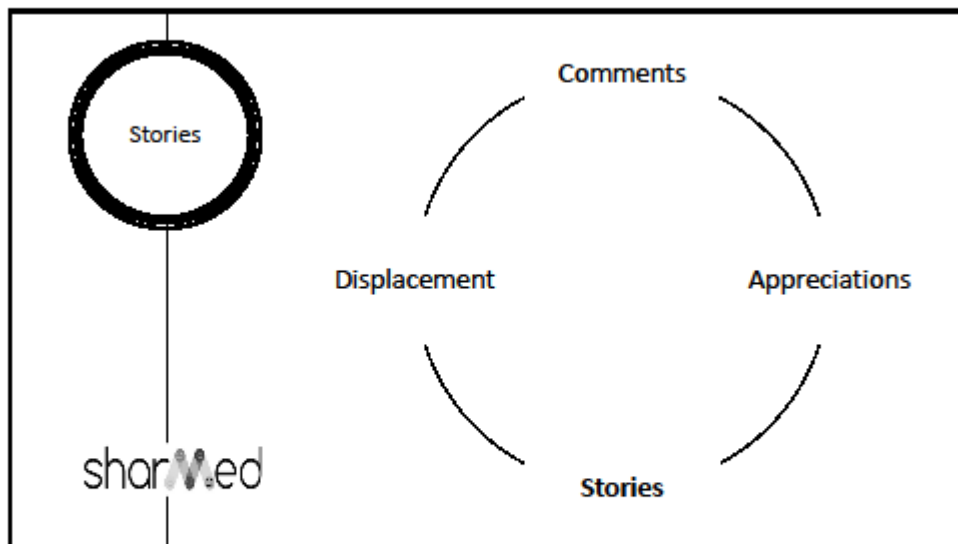 Comments
Stories
Displacement
Appreciations
sharMed
Stories